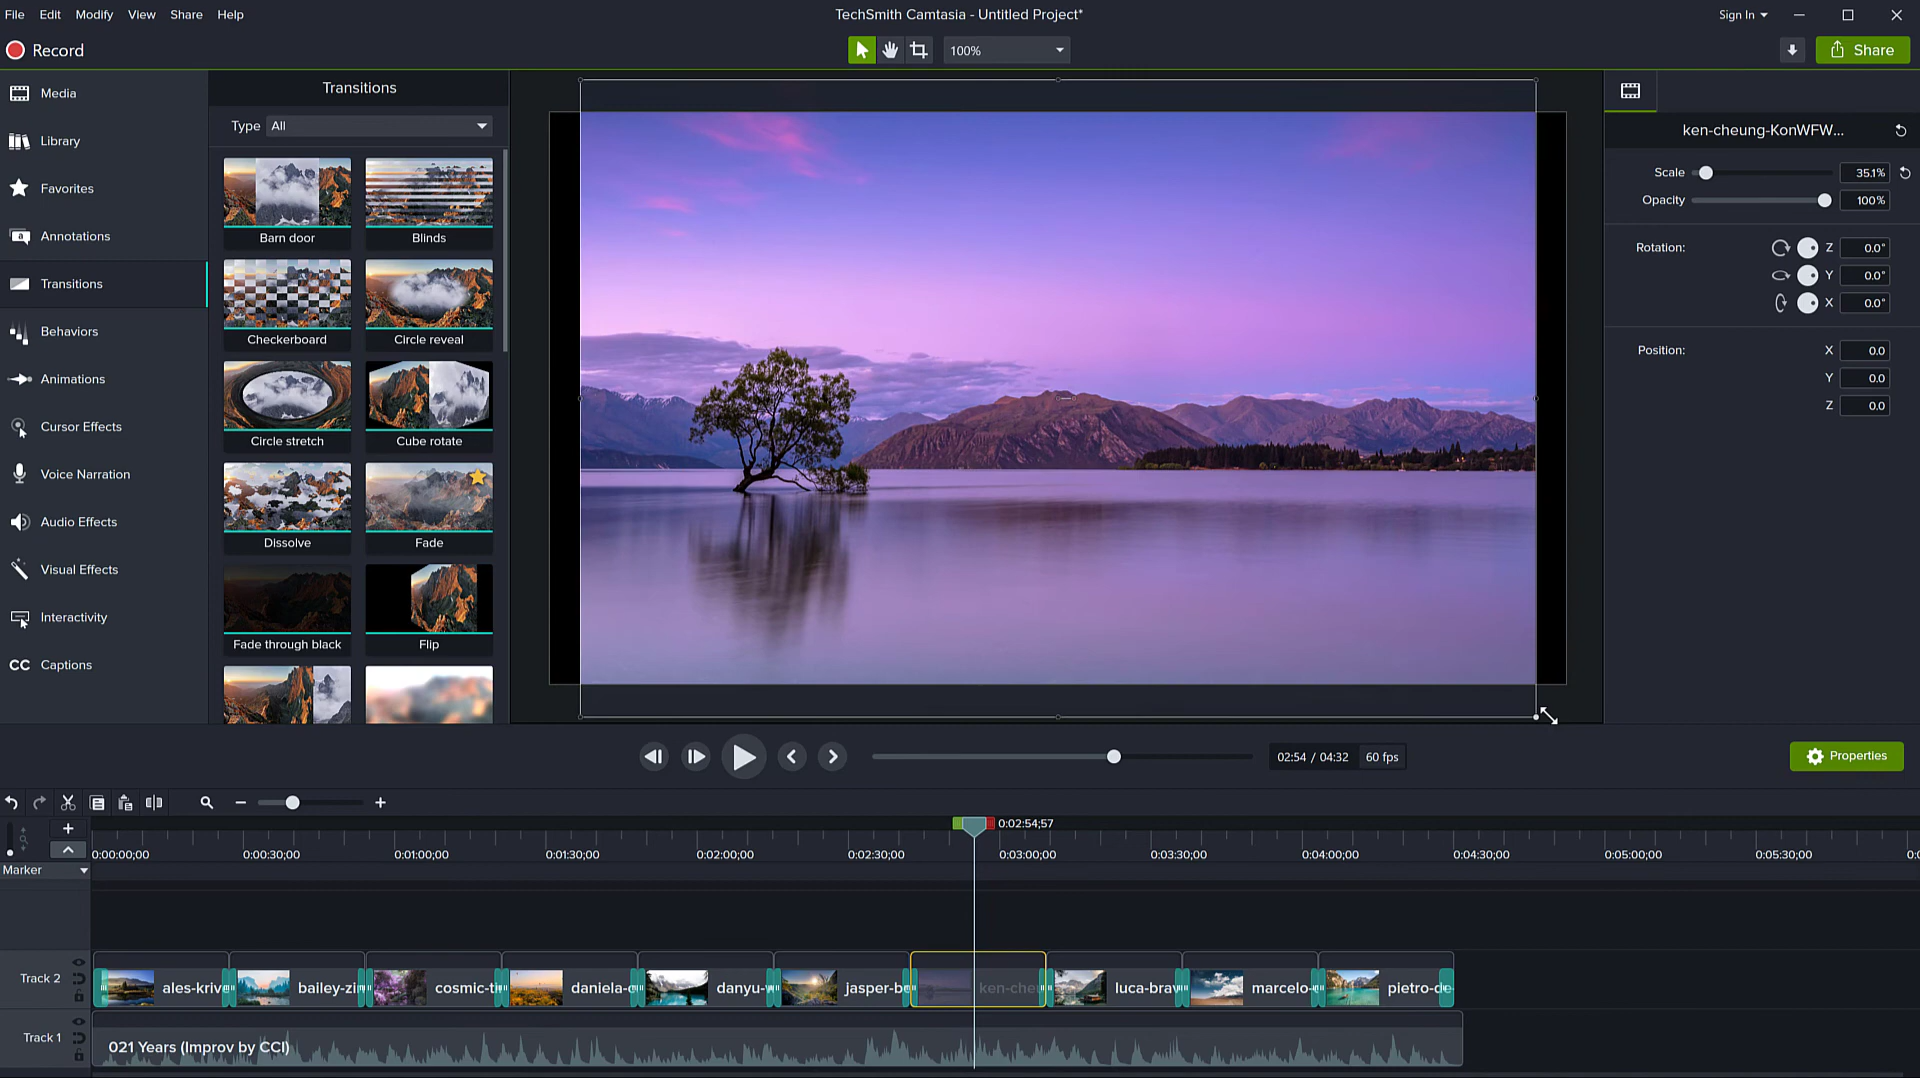 File Edit Modify View Share Help
TechSmith Camtasia - Untitled Project*
Sign In
Record
100%
Share
Media
Library
Favorites
Annotations
Transitions
Behaviors
Animations
Cursor Effects
Voice Narration
Audio Effects
Visual Effects
Interactivity
CC Captions
Transitions
Type All
Barn door Blinds
Checkerboard Circle reveal
Circle stretch Cube rotate
Dissolve Fade
Fade through black Flip
ken-cheung-KonWFW...
Scale 35.1%
Opacity 100%
Rotation: Z 0.0°
Y 0.0°
X 0.0°
Position: X 0.0
Y 0.0
Z 0.0
02:54 / 04:32 60 fps
Properties
0:02:54;57
0:00:00;00 0:00:30;00 0:01:00;00 0:01:30;00 0:02:00;00 0:02:30;00 0:03:00;00 0:03:30;00 0:04:00;00 0:04:30;00 0:05:00;00 0:05:30;00
Marker
Track 2 ales-kriv bailey-zi cosmic-ti daniela- danyu- jasper-b ken-che luca-bra marcelo- pietro-de
Track 1 021 Years (Improv by CCI)